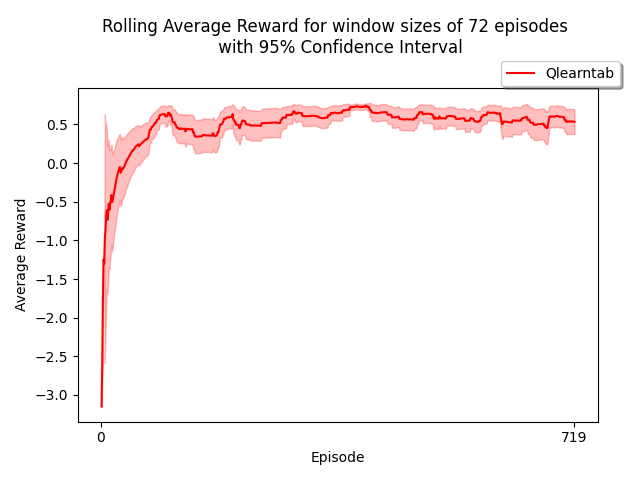 Rolling Average Reward for window sizes of 72 episodes
with 95% Confidence Interval
Qlearntab
0.5
0.0
−0.5
−1.0
−1.5
−2.0
−2.5
−3.0
Average Reward
0
719
Episode